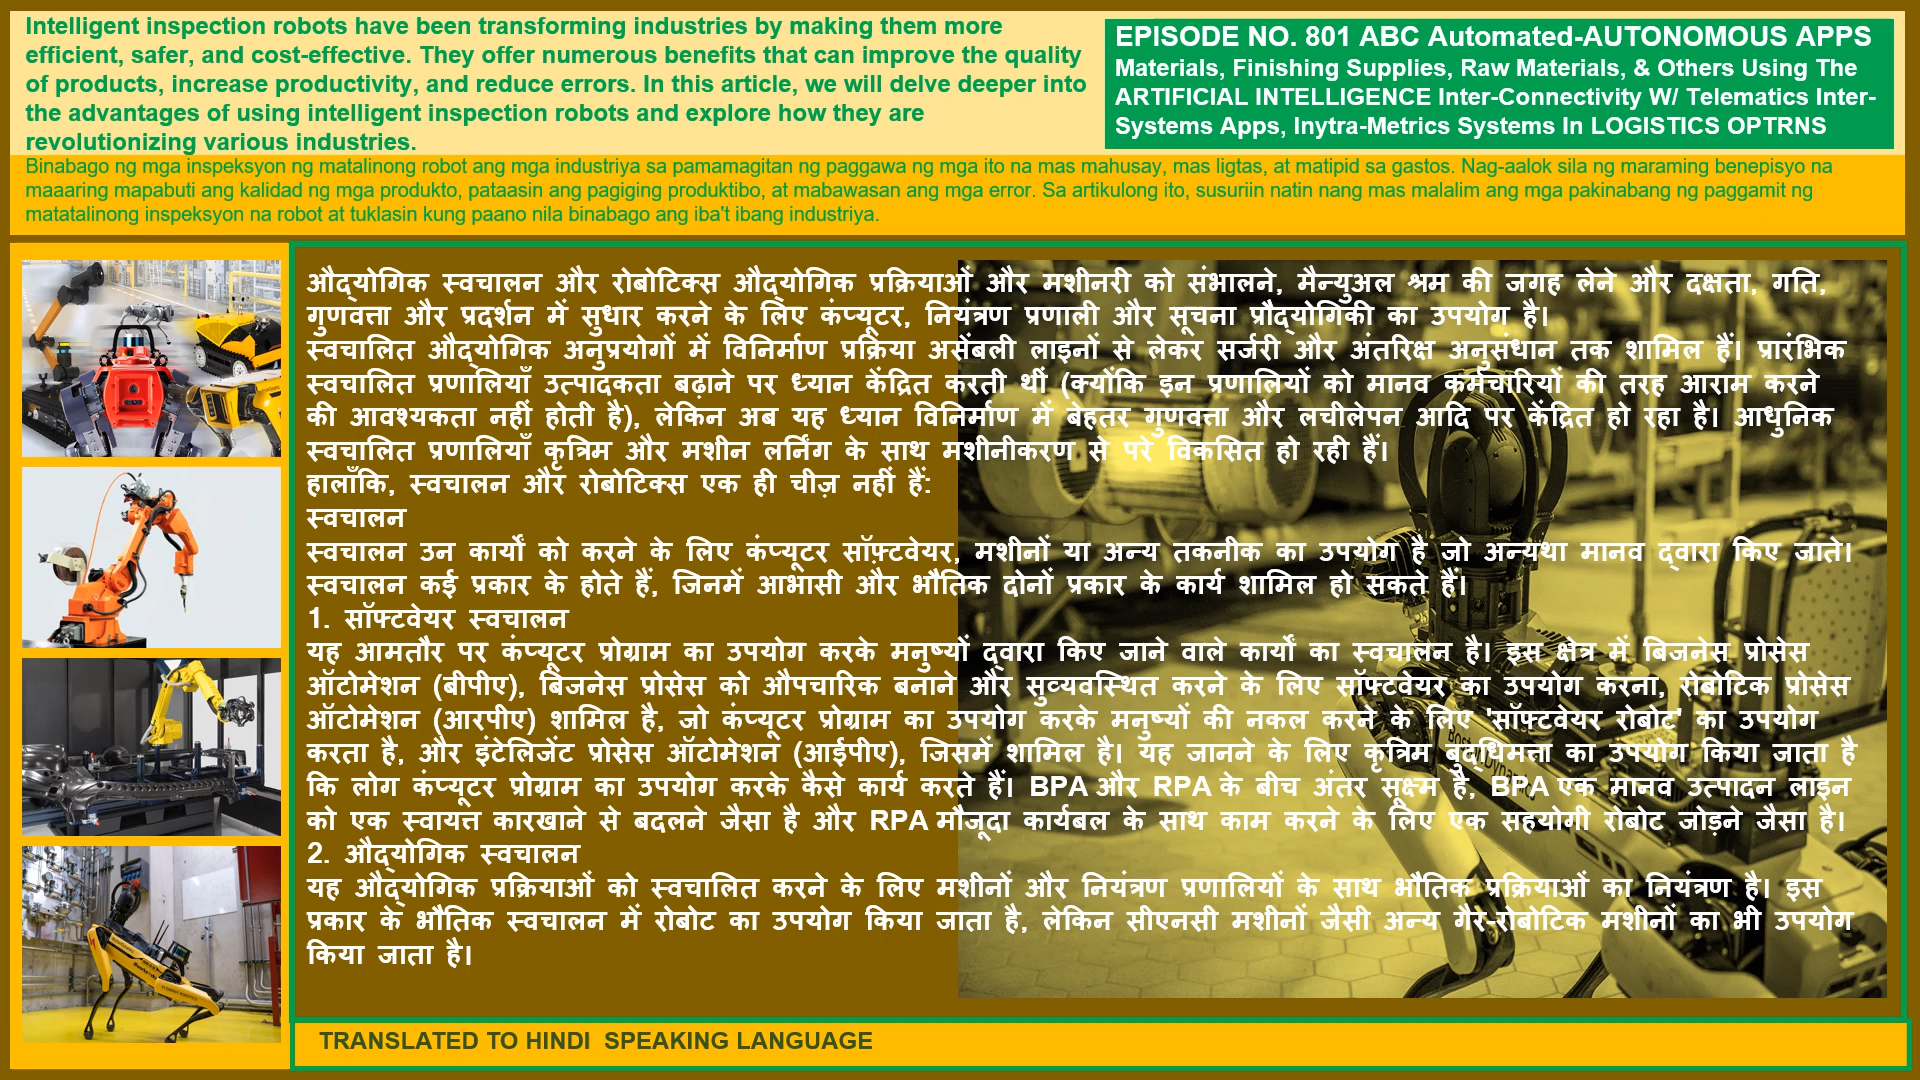 Intelligent inspection robots have been transforming industries by making them more
efficient, safer, and cost-effective. They offer numerous benefits that can improve the quality
of products, increase productivity, and reduce errors. In this article, we will delve deeper into
the advantages of using intelligent inspection robots and explore how they are
revolutionizing various industries.
EPISODE NO. 801 ABC Automated-AUTONOMOUS APPS
Materials, Finishing Supplies, Raw Materials, & Others Using The
ARTIFICIAL INTELLIGENCE Inter-Connectivity W/ Telematics Inter-
Systems Apps, Inytra-Metrics Systems In LOGISTICS OPTRNS
Binabago ng mga inspeksyon ng matalinong robot ang mga industriya sa pamamagitan ng paggawa ng mga ito na mas mahusay, mas ligtas, at matipid sa gastos. Nag-aalok sila ng maraming benepisyo na
maaaring mapabuti ang kalidad ng mga produkto, pataasin ang pagiging produktibo, at mabawasan ang mga error. Sa artikulong ito, susuriin natin nang mas malalim ang mga pakinabang ng paggamit ng
matatalinong inspeksyon na robot at tuklasin kung paano nila binabago ang iba't ibang industriya.
औद्योगिक स्वचालन और रोबोटिक्स औद्योगिक प्रक्रियाओं और मशीनरी को संभालने, मैन्युअल श्रम की जगह लेने और दक्षता, गति,
गुणवत्ता और प्रदर्शन में सुधार करने के लिए कंप्यूटर, नियंत्रण प्रणाली और सूचना प्रौद्योगिकी का उपयोग है।
स्वचालित औद्योगिक अनुप्रयोगों में विनिर्माण प्रक्रिया असेंबली लाइनों से लेकर सर्जरी और अंतरिक्ष अनुसंधान तक शामिल हैं। प्रारंभिक
स्वचालित प्रणालियाँ उत्पादकता बढ़ाने पर ध्यान केंद्रित करती थीं (क्योंकि इन प्रणालियों को मानव कर्मचारियों की तरह आराम करने
की आवश्यकता नहीं होती है), लेकिन अब यह ध्यान विनिर्माण में बेहतर गुणवत्ता और लचीलेपन आदि पर केंद्रित हो रहा है। आधुनिक
स्वचालित प्रणालियाँ कृत्रिम और मशीन लर्निंग के साथ मशीनीकरण से परे विकसित हो रही हैं।
हालाँकि, स्वचालन और रोबोटिक्स एक ही चीज़ नहीं हैं:
स्वचालन
स्वचालन उन कार्यों को करने के लिए कंप्यूटर सॉफ़्टवेयर, मशीनों या अन्य तकनीक का उपयोग है जो अन्यथा मानव द्वारा किए जाते।
स्वचालन कई प्रकार के होते हैं, जिनमें आभासी और भौतिक दोनों प्रकार के कार्य शामिल हो सकते हैं।
1. सॉफ्टवेयर स्वचालन
यह आमतौर पर कंप्यूटर प्रोग्राम का उपयोग करके मनुष्यों द्वारा किए जाने वाले कार्यों का स्वचालन है। इस क्षेत्र में बिजनेस प्रोसेस
ऑटोमेशन (बीपीए), बिजनेस प्रोसेस को औपचारिक बनाने और सुव्यवस्थित करने के लिए सॉफ्टवेयर का उपयोग करना, रोबोटिक प्रोसेस
ऑटोमेशन (आरपीए) शामिल है, जो कंप्यूटर प्रोग्राम का उपयोग करके मनुष्यों की नकल करने के लिए 'सॉफ्टवेयर रोबोट' का उपयोग
करता है, और इंटेलिजेंट प्रोसेस ऑटोमेशन (आईपीए), जिसमें शामिल है। यह जानने के लिए कृत्रिम बुद्धिमत्ता का उपयोग किया जाता है
कि लोग कंप्यूटर प्रोग्राम का उपयोग करके कैसे कार्य करते हैं। BPA और RPA के बीच अंतर सूक्ष्म है, BPA एक मानव उत्पादन लाइन
को एक स्वायत्त कारखाने से बदलने जैसा है और RPA मौजूदा कार्यबल के साथ काम करने के लिए एक सहयोगी रोबोट जोड़ने जैसा है।
2. औद्योगिक स्वचालन
यह औद्योगिक प्रक्रियाओं को स्वचालित करने के लिए मशीनों और नियंत्रण प्रणालियों के साथ भौतिक प्रक्रियाओं का नियंत्रण है। इस
प्रकार के भौतिक स्वचालन में रोबोट का उपयोग किया जाता है, लेकिन सीएनसी मशीनों जैसी अन्य गैर-रोबोटिक मशीनों का भी उपयोग
किया जाता है।
TRANSLATED TO HINDI SPEAKING LANGUAGE